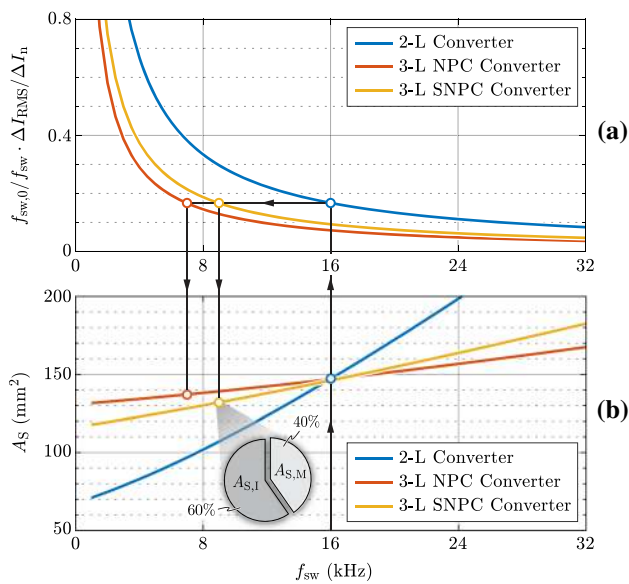 0.8
0.4
0
f_sw,0/f_sw · ΔI_RMS/ΔI_n
2-L Converter
3-L NPC Converter
3-L SNPC Converter
(a)
0
8
16
24
32
200
150
100
50
A_S (mm²)
40%
A_S,I
A_S,M
60%
2-L Converter
3-L NPC Converter
3-L SNPC Converter
(b)
0
8
16
24
32
f_sw (kHz)